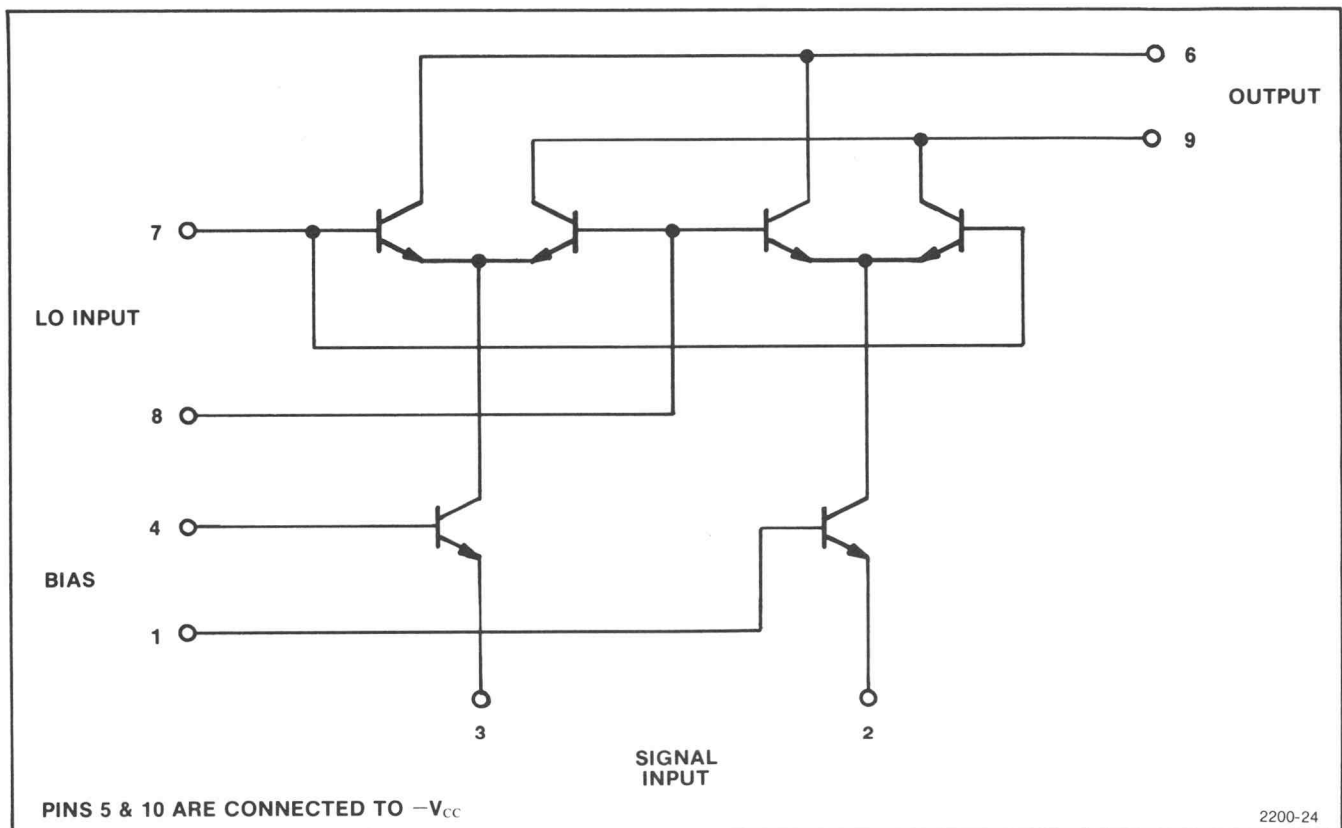 6
OUTPUT
9
7
LO INPUT
8
4
BIAS
1
3
2
SIGNAL
INPUT
PINS 5 & 10 ARE CONNECTED TO −Vcc
2200-24